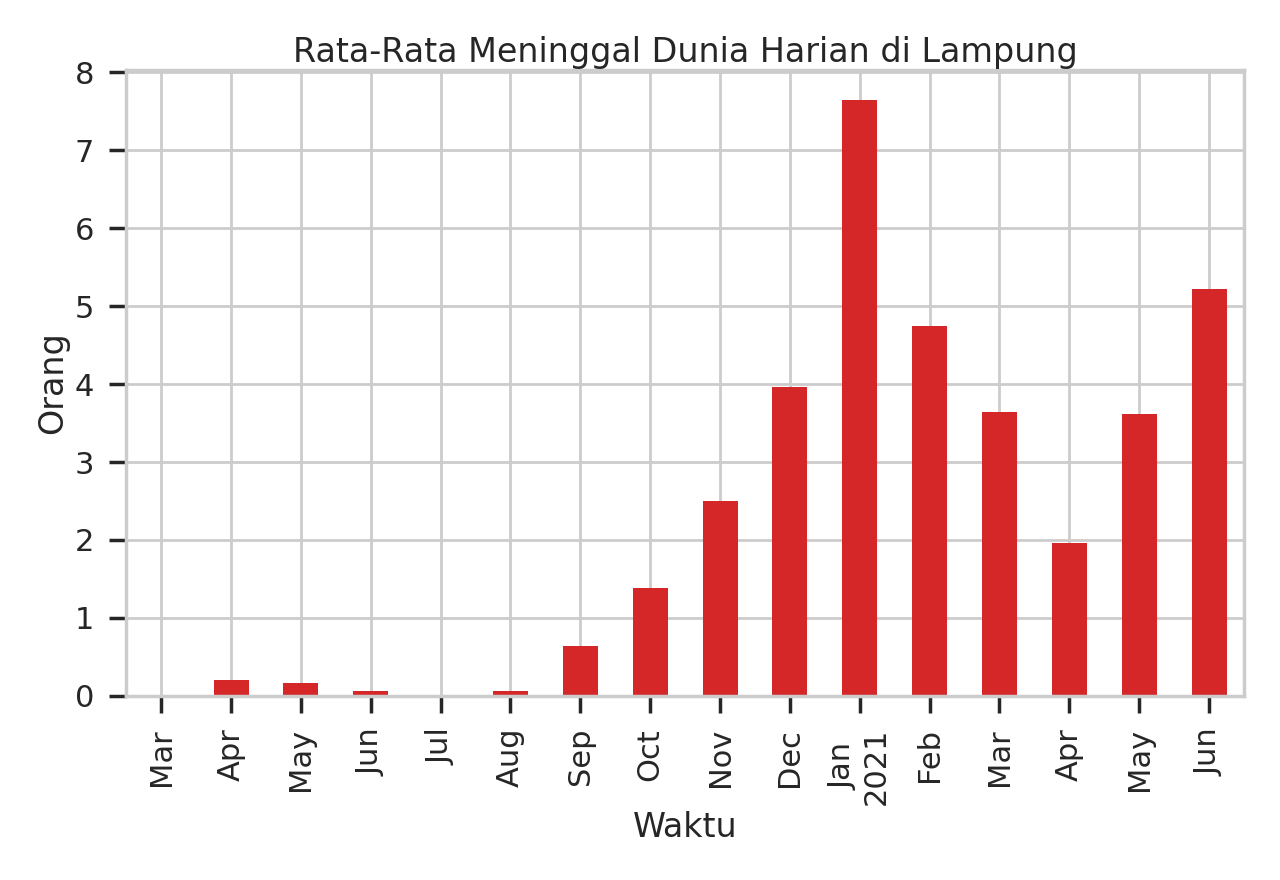 Rata-Rata Meninggal Dunia Harian di Lampung
8
7
6
5
4
3
2
1
0
Orang
Mar
Apr
May
Jun
Jul
Aug
Sep
Oct
Nov
Dec
Jan
2021
Feb
Mar
Apr
May
Jun
Waktu